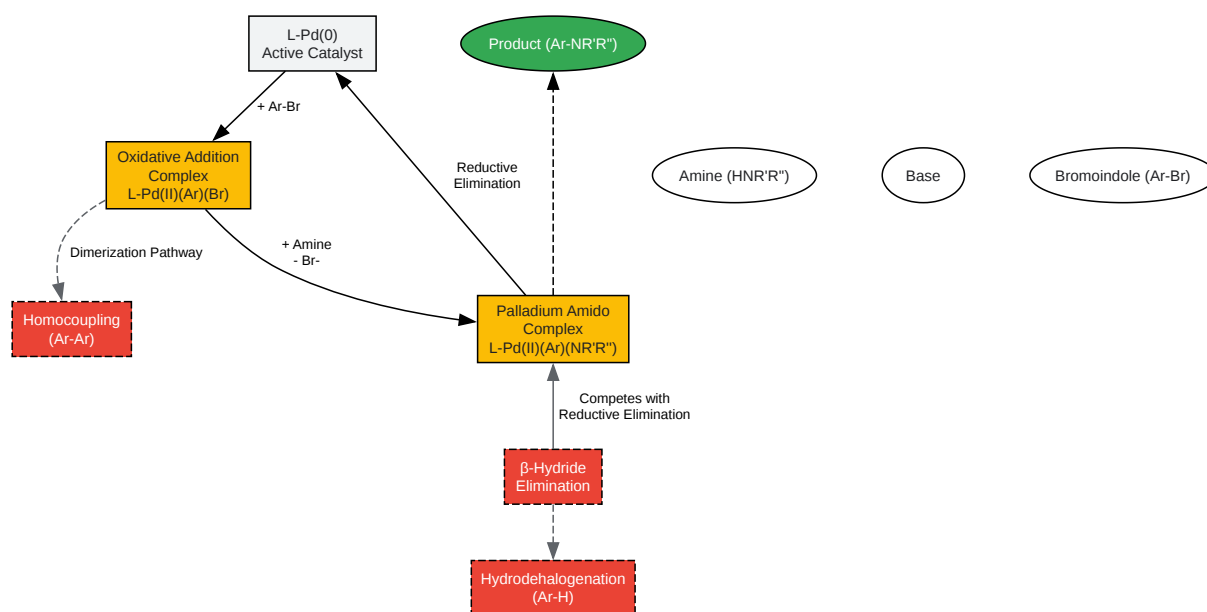 L-Pd(0)
Active Catalyst
Product (Ar-NR'R")
+ Ar-Br
Oxidative Addition
Complex
L-Pd(II)(Ar)(Br)
Reductive
Elimination
Amine (HNR'R")
Base
Bromoindole (Ar-Br)
Dimerization Pathway
+ Amine
- Br-
Homocoupling
(Ar-Ar)
Palladium Amido
Complex
L-Pd(II)(Ar)(NR'R")
Competes with
Reductive Elimination
β-Hydride
Elimination
Hydrodehalogenation
(Ar-H)